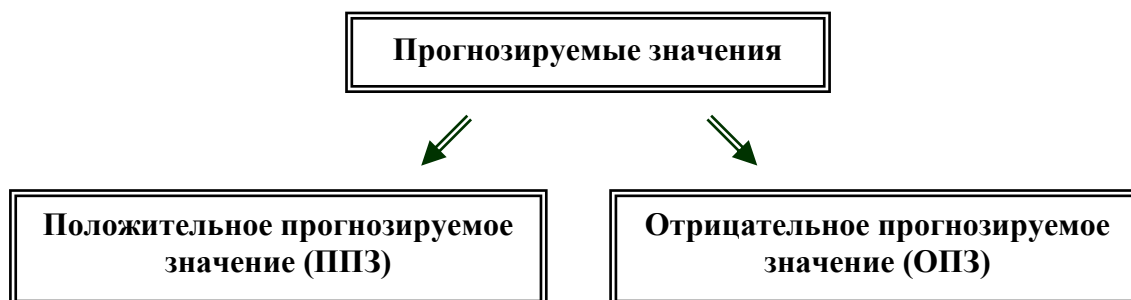 Прогнозируемые значения
Положительное прогнозируемое
значение (ППЗ)
Отрицательное прогнозируемое
значение (ОПЗ)